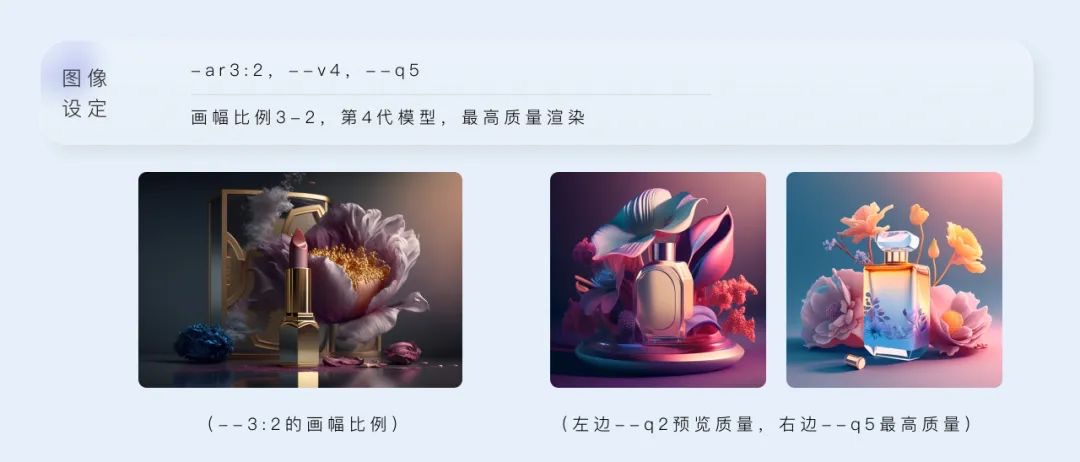 图像
设定
-ar3:2，--v4，--q5
画幅比例3-2，第4代模型，最高质量渲染
（--3:2的画幅比例）
（左边--q2预览质量，右边--q5最高质量）